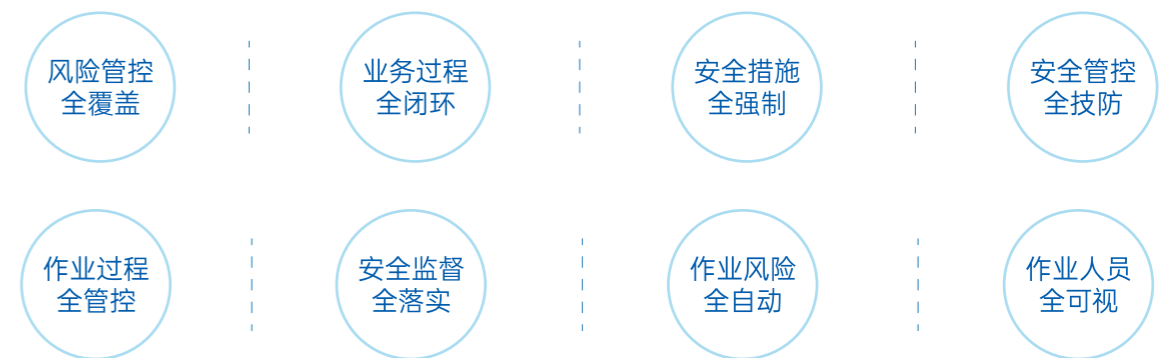 风险管控
全覆盖
业务过程
全闭环
安全措施
全强制
安全管控
全技防
作业过程
全管控
安全监督
全落实
作业风险
全自动
作业人员
全可视